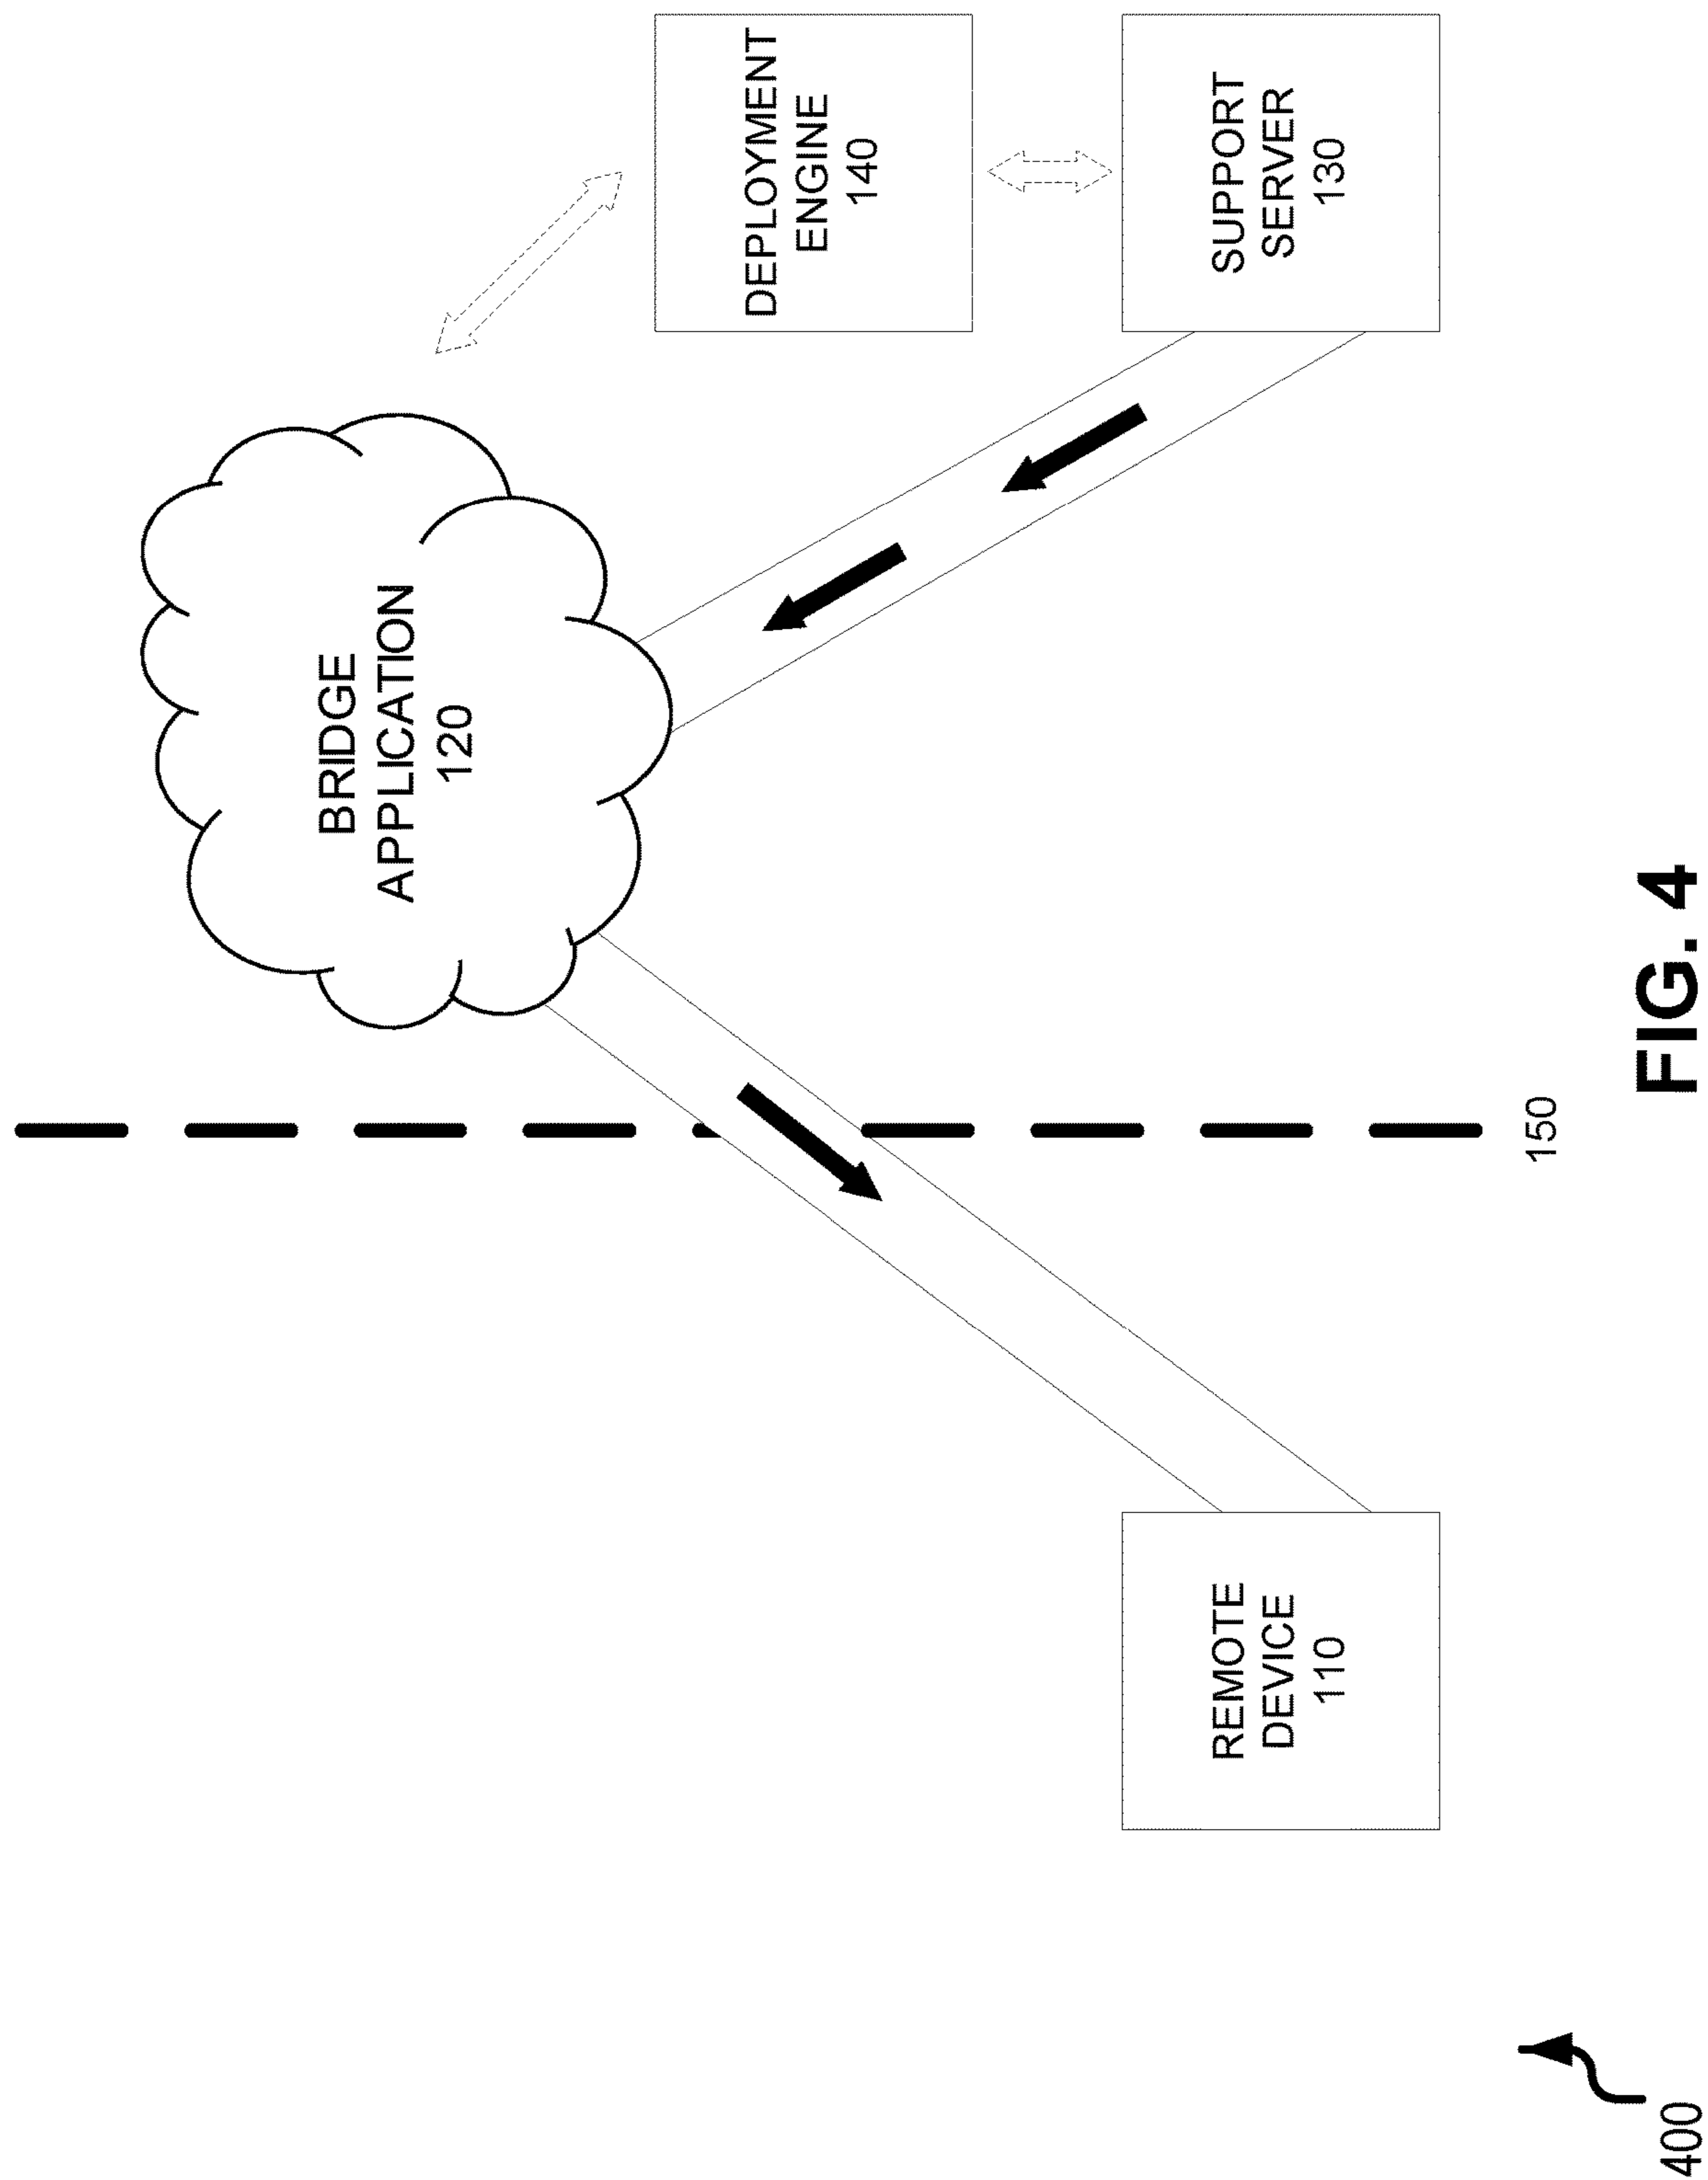 BRIDGE
APPLICATION
120
DEPLOYMENT
ENGINE
140
REMOTE
DEVICE
110
SUPPORT
SERVER
130
150
400
FIG. 4